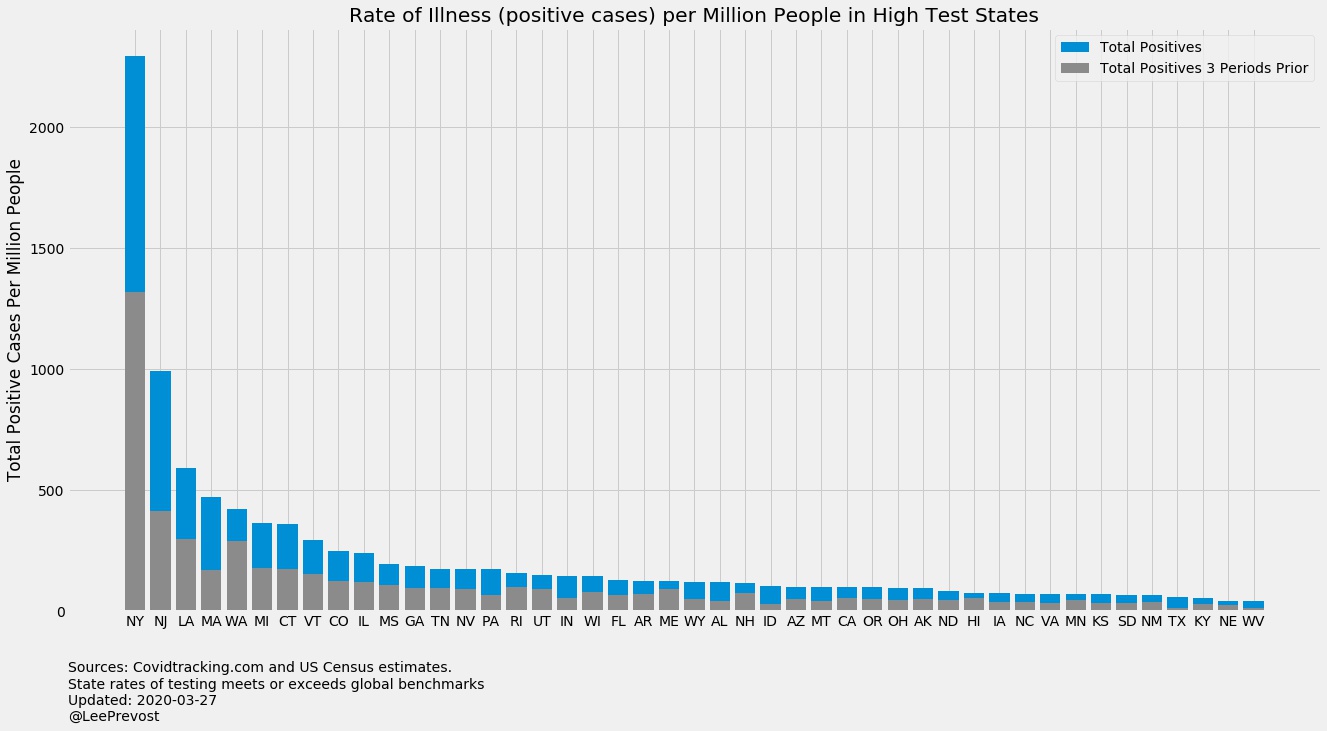 Rate of Illness (positive cases) per Million People in High Test States
Total Positives
Total Positives 3 Periods Prior
Total Positive Cases Per Million People
2000
1500
1000
500
0
NY NJ LA MA WA MI CT VT CO IL MS GA TN NV PA RI UT IN WI FL AR ME WY AL NH ID AZ MT CA OR OH AK ND HI IA NC VA MN KS SD NM TX KY NE WV
Sources: Covidtracking.com and US Census estimates.
State rates of testing meets or exceeds global benchmarks
Updated: 2020-03-27
@LeePrevost